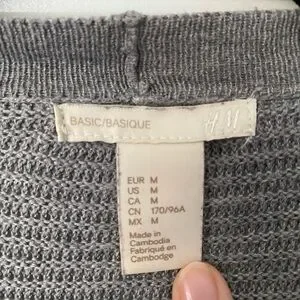 BASIC/BASIQUE
H&M
EUR M
US M
CA M
CN 170/96A
MX M
Made in
Cambodia
Fabriqué en
Cambodge